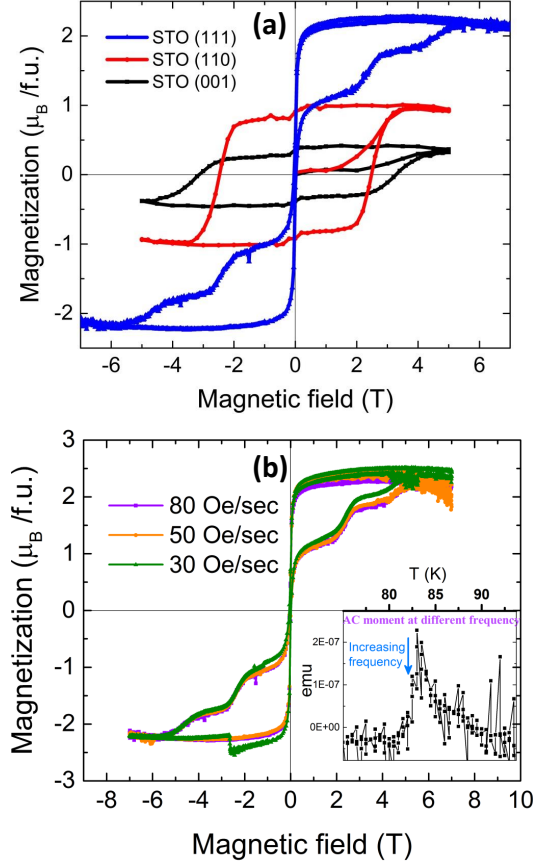 (a)
STO (111)
STO (110)
STO (001)
Magnetization (μB /f.u.)
2
1
0
-1
-2
-6 -4 -2 0 2 4 6
Magnetic field (T)
(b)
80 Oe/sec
50 Oe/sec
30 Oe/sec
Magnetization (μB /f.u.)
3
2
1
0
-1
-2
-3
T (K)
80 85 90
AC moment at different frequency
Increasing
frequency
emu
2E-07
1E-07
0E+00
-8 -6 -4 -2 0 2 4 6 8 10
Magnetic field (T)